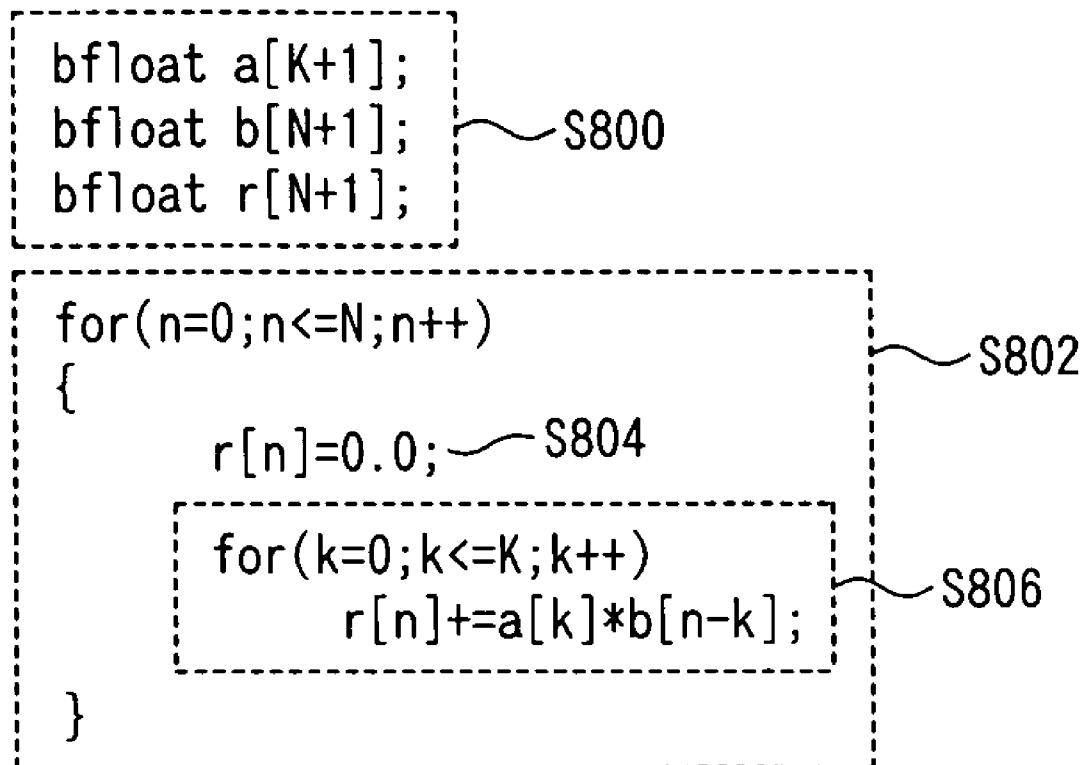 bfloat a[K+1];
bfloat b[N+1]; S800
bfloat r[N+1];
for(n=0;n<=N;n++)
{ S802
r[n]=0.0; S804
for(k=0;k<=K;k++)
r[n]+=a[k]*b[n-k]; S806
}